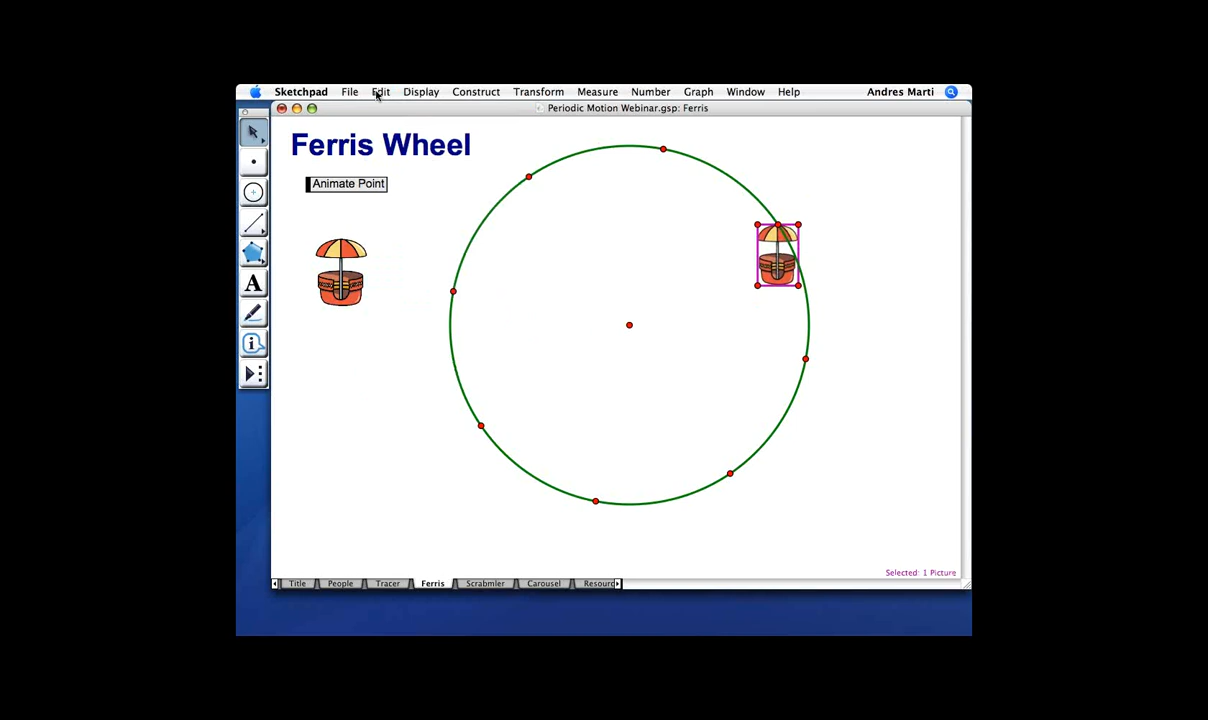 Sketchpad File Edit Display Construct Transform Measure Number Graph Window Help Andres Marti
Periodic Motion Webinar.gsp: Ferris
Ferris Wheel
Animate Point
A
i
Selected: 1 Picture
Title People Tracer Ferris Scrabmler Carousel Resourc